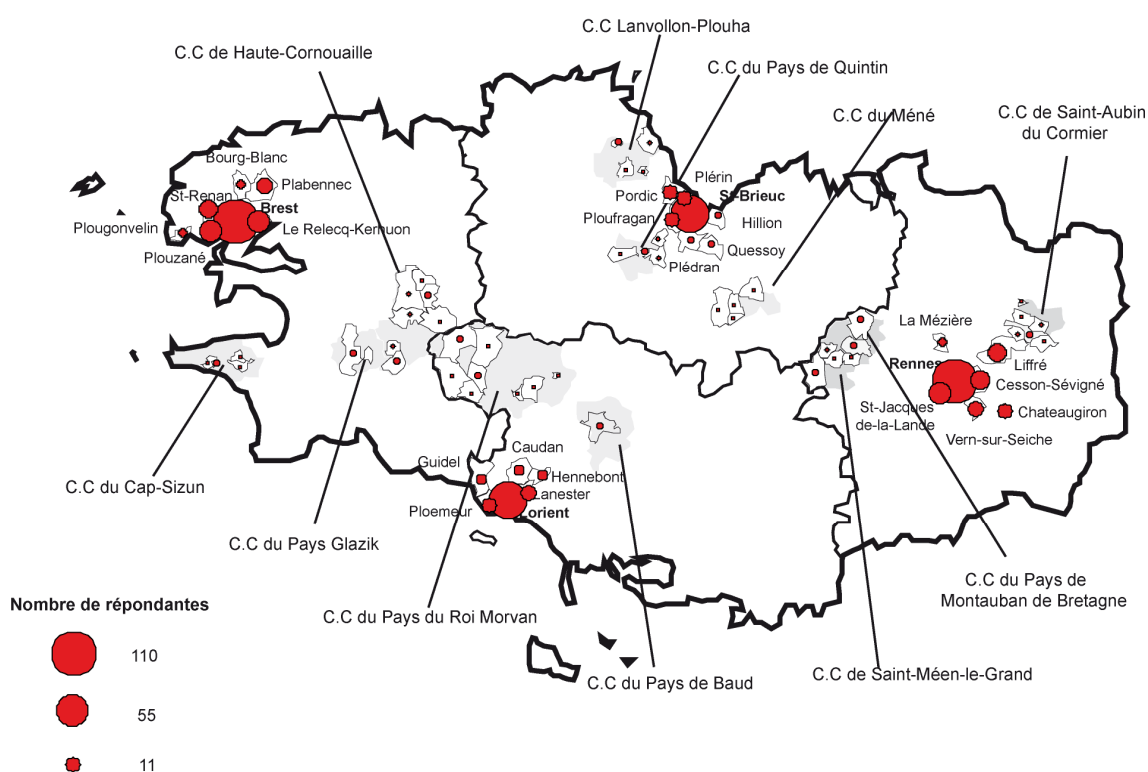 C.C Lanvollon-Plouha
C.C de Haute-Cornouaille
C.C du Pays de Quintin
C.C du Méné
C.C de Saint-Aubin
du Cormier
Bourg-Blanc
Plabennec
St-Renan
Brest
Plougonvelin
Le Relecq-Kerhuon
Plouzané
Plérin
Pordic
St-Brieuc
Ploufragan
Hillion
Quessoy
Plédran
La Mézière
Rennes
Liffré
Cesson-Sévigné
St-Jacques
de-la-Lande
Chateaugiron
Vern-sur-Seiche
Caudan
Guidel
Hennebont
Lanester
Ploemeur
Lorient
C.C du Cap-Sizun
C.C du Pays Glazik
C.C du Pays de
Montauban de Bretagne
C.C du Pays du Roi Morvan
C.C du Pays de Baud
C.C de Saint-Méen-le-Grand
Nombre de répondantes
110
55
11